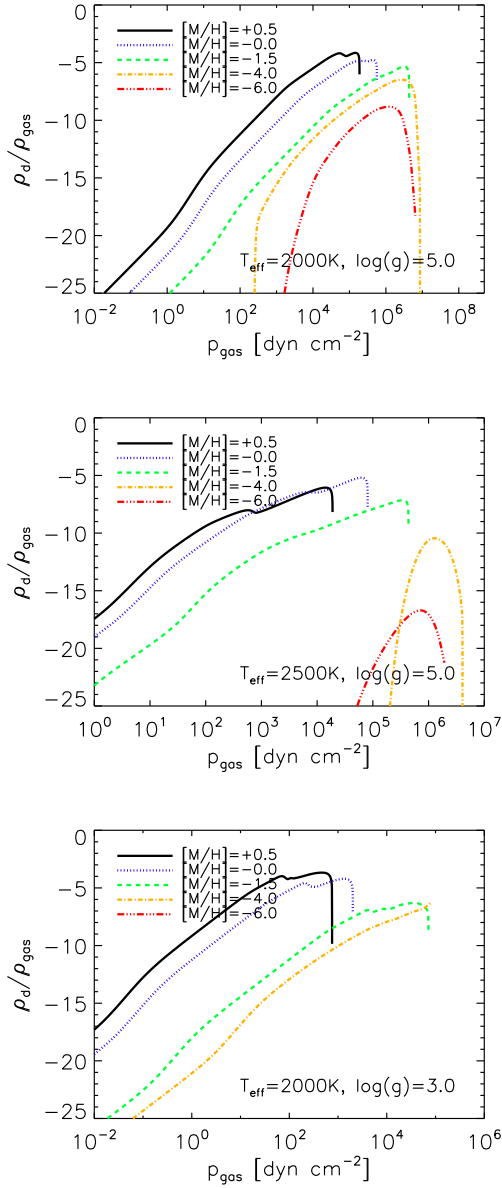 0
[M/H]=+0.5
[M/H]=−0.0
−5
[M/H]=−1.5
[M/H]=−4.0
−10
[M/H]=−6.0
ρd/ρgas
−15
−20
Teff=2000K, log(g)=5.0
−25
10−2 100 102 104 106 108
pgas [dyn cm−2]
0
[M/H]=+0.5
[M/H]=−0.0
−5
[M/H]=−1.5
[M/H]=−4.0
[M/H]=−6.0
−10
ρd/ρgas
−15
−20
Teff=2500K, log(g)=5.0
−25
100 101 102 103 104 105 106 107
pgas [dyn cm−2]
0
[M/H]=+0.5
[M/H]=−0.0
−5
[M/H]=−1.5
[M/H]=−4.0
[M/H]=−6.0
−10
ρd/ρgas
−15
−20
Teff=2000K, log(g)=3.0
−25
10−2 100 102 104 106
pgas [dyn cm−2]